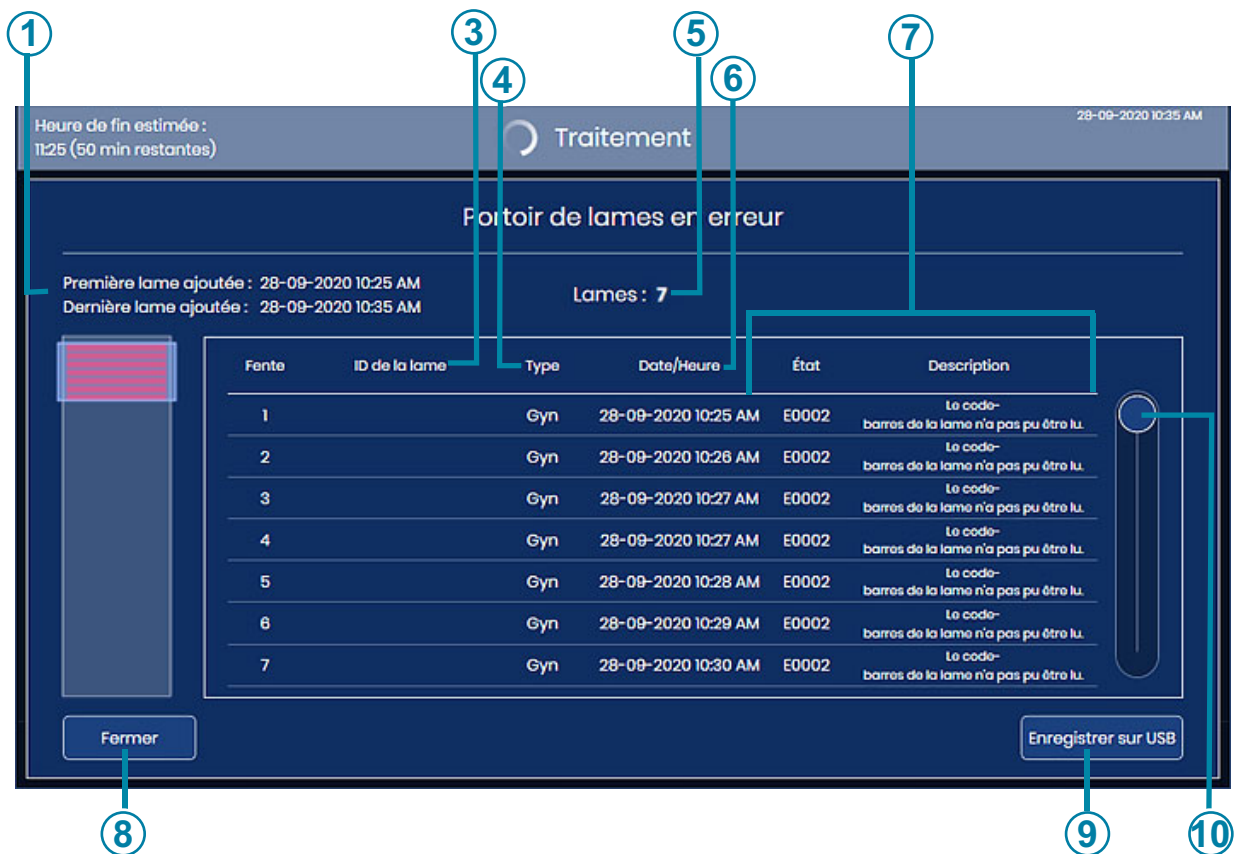 1 3 5 7
4 6
Heure de fin estimée :
11:25 (50 min restantes)
Traitement
28-09-2020 10:35 AM
Portoir de lames en erreur
Première lame ajoutée : 28-09-2020 10:25 AM
Dernière lame ajoutée : 28-09-2020 10:35 AM
Lames : 7
Fente ID de la lame Type Date/Heure État Description
1 Gyn 28-09-2020 10:25 AM E0002 Le code-
barres de la lame n'a pas pu être lu.
2 Gyn 28-09-2020 10:26 AM E0002 Le code-
barres de la lame n'a pas pu être lu.
3 Gyn 28-09-2020 10:27 AM E0002 Le code-
barres de la lame n'a pas pu être lu.
4 Gyn 28-09-2020 10:27 AM E0002 Le code-
barres de la lame n'a pas pu être lu.
5 Gyn 28-09-2020 10:28 AM E0002 Le code-
barres de la lame n'a pas pu être lu.
6 Gyn 28-09-2020 10:29 AM E0002 Le code-
barres de la lame n'a pas pu être lu.
7 Gyn 28-09-2020 10:30 AM E0002 Le code-
barres de la lame n'a pas pu être lu.
Fermer Enregistrer sur USB
8 9 10